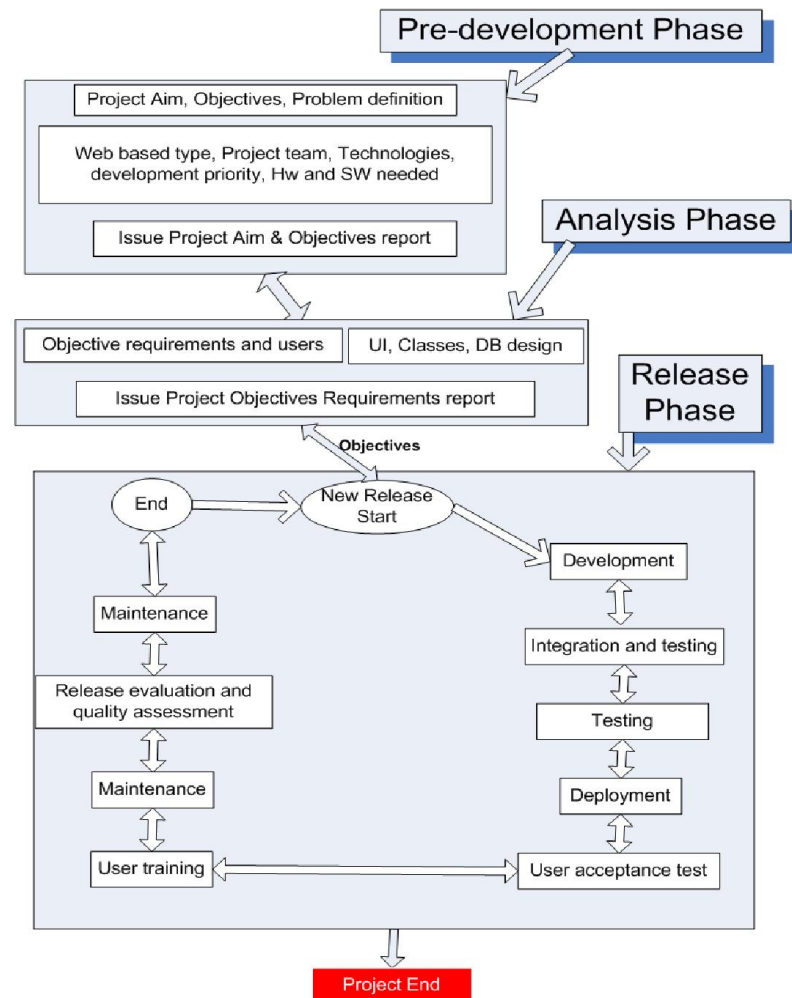 Pre-development Phase
Project Aim, Objectives, Problem definition
Web based type, Project team, Technologies,
development priority, Hw and SW needed
Issue Project Aim & Objectives report
Analysis Phase
Objective requirements and users
UI, Classes, DB design
Issue Project Objectives Requirements report
Release
Phase
Objectives
End
New Release
Start
Development
Maintenance
Integration and testing
Release evaluation and
quality assessment
Testing
Maintenance
Deployment
User training
User acceptance test
Project End